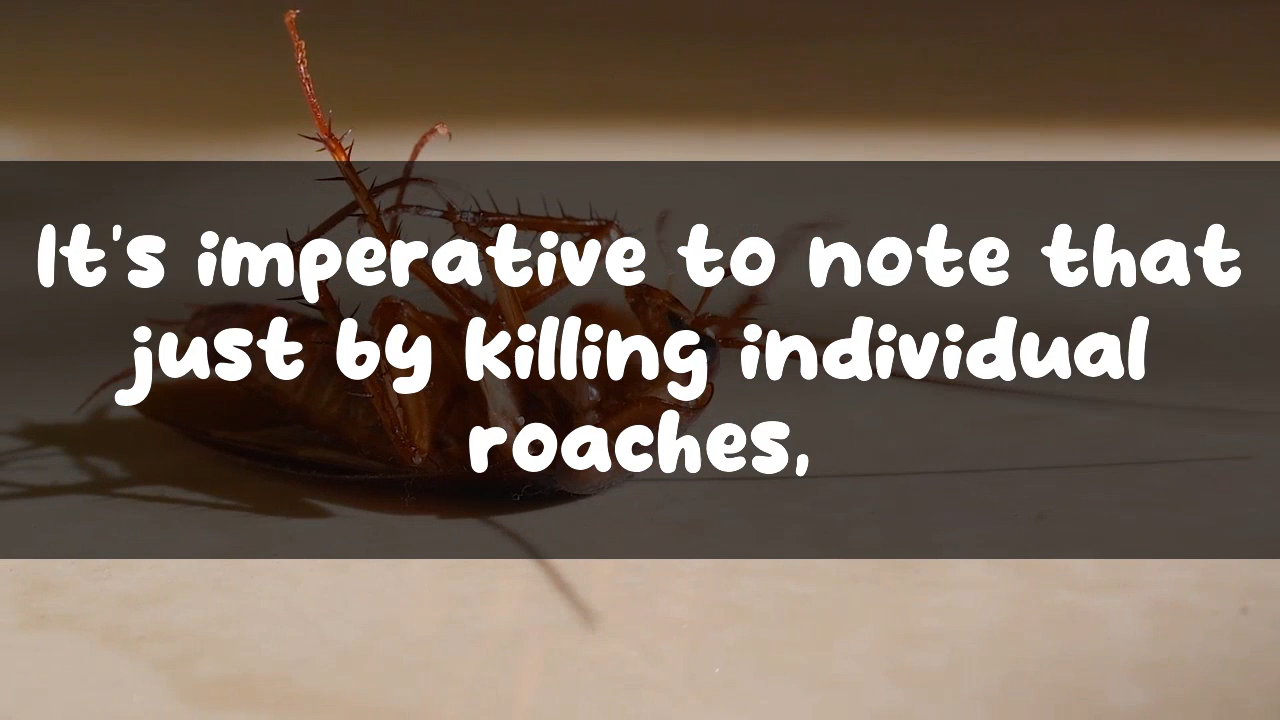 It's imperative to note that
just by killing individual
roaches,